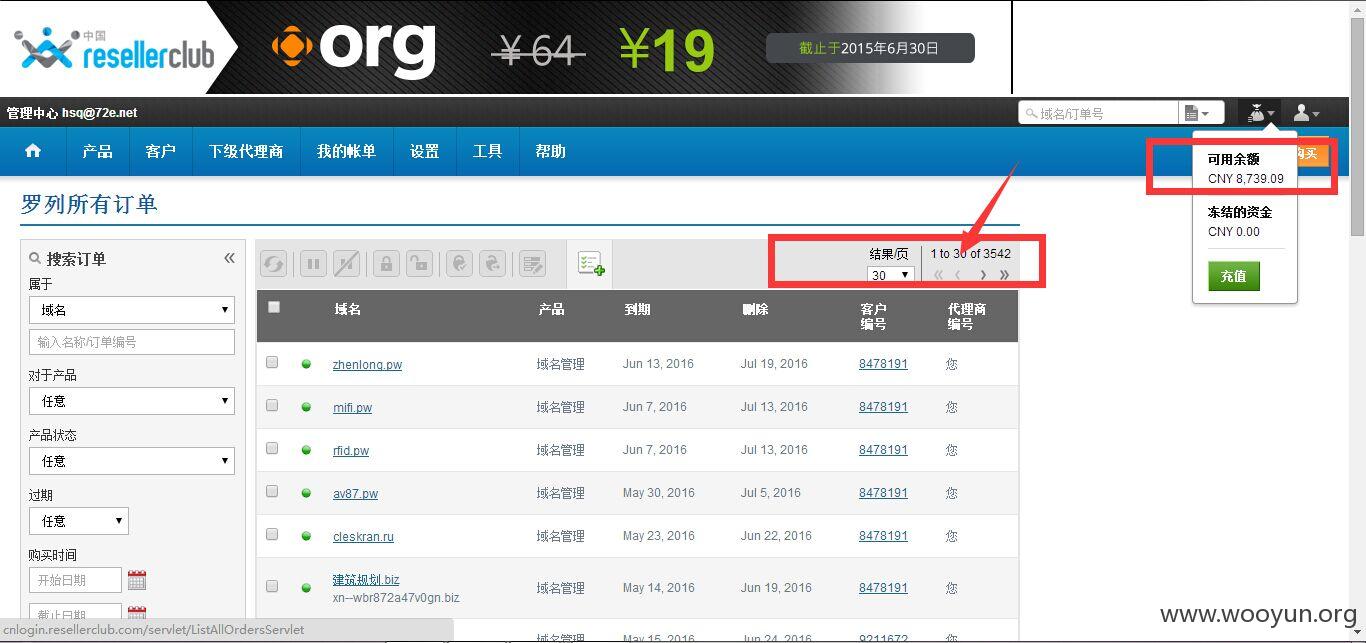 中国
resellerclub
org
¥64
¥19
截止于2015年6月30日
管理中心 hsq@72e.net
域名/订单号
产品
客户
下级代理商
我的帐单
设置
工具
帮助
购买
可用余额
CNY 8,739.09
冻结的资金
CNY 0.00
充值
罗列所有订单
搜索订单
«
属于
域名
输入名称/订单编号
对于产品
任意
产品状态
任意
过期
任意
购买时间
开始日期
截止日期
结果/页
30
1 to 30 of 3542
« ‹ › »
域名 产品 到期 删除 客户编号 代理商编号
zhenlong.pw 域名管理 Jun 13, 2016 Jul 19, 2016 8478191 您
mifi.pw 域名管理 Jun 7, 2016 Jul 13, 2016 8478191 您
rfid.pw 域名管理 Jun 7, 2016 Jul 13, 2016 8478191 您
av87.pw 域名管理 May 30, 2016 Jul 5, 2016 8478191 您
cleskran.ru 域名管理 May 23, 2016 Jun 22, 2016 8478191 您
建筑规划.biz 域名管理 May 14, 2016 Jun 19, 2016 8478191 您
xn--wbr872a47v0gn.biz
域名管理 May 15, 2016 Jun 24, 2016 9211672 您
cnlogin.resellerclub.com/servlet/ListAllOrdersServlet
www.wooyun.org